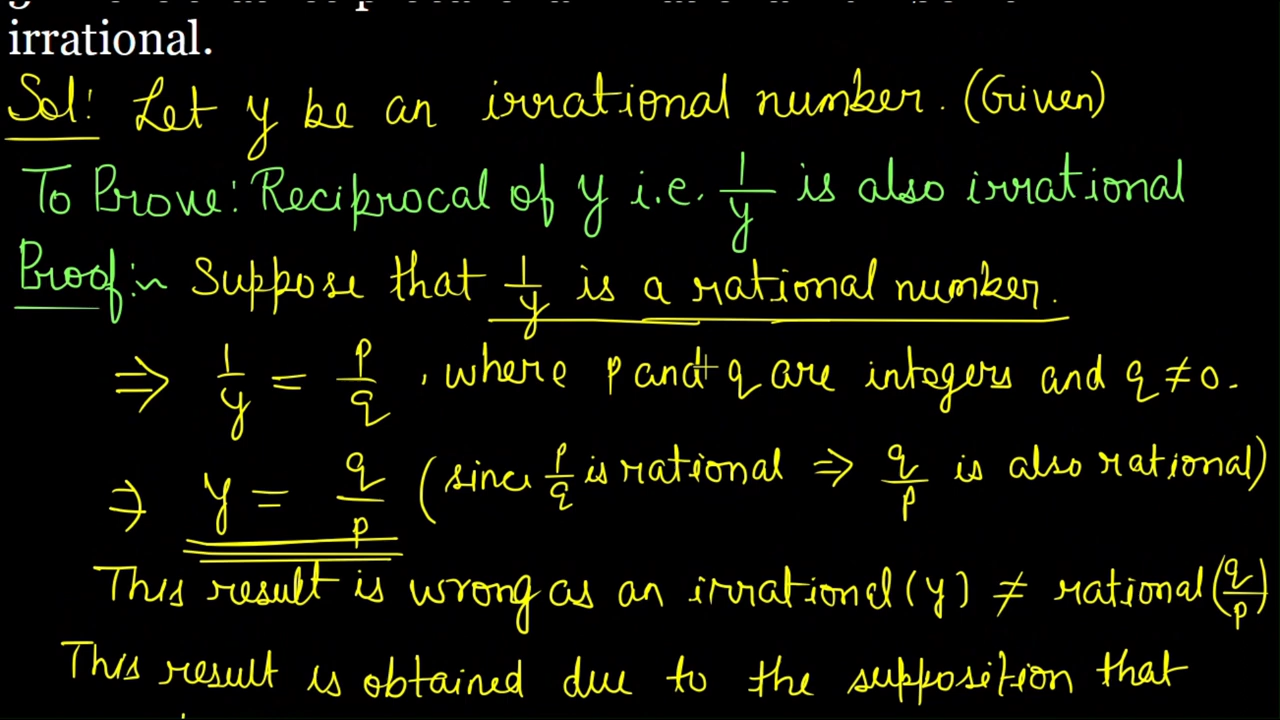 irrational.
Sol: Let y be an irrational number. (Given)
To Prove: Reciprocal of y i.e. 1/y is also irrational
Proof:~ Suppose that 1/y is a rational number.
⇒ 1/y = p/q , where p and q are integers and q ≠ 0.
⇒ y = q/p (since p/q is rational ⇒ q/p is also rational)
This result is wrong as an irrational (y) ≠ rational (q/p)
This result is obtained due to the supposition that